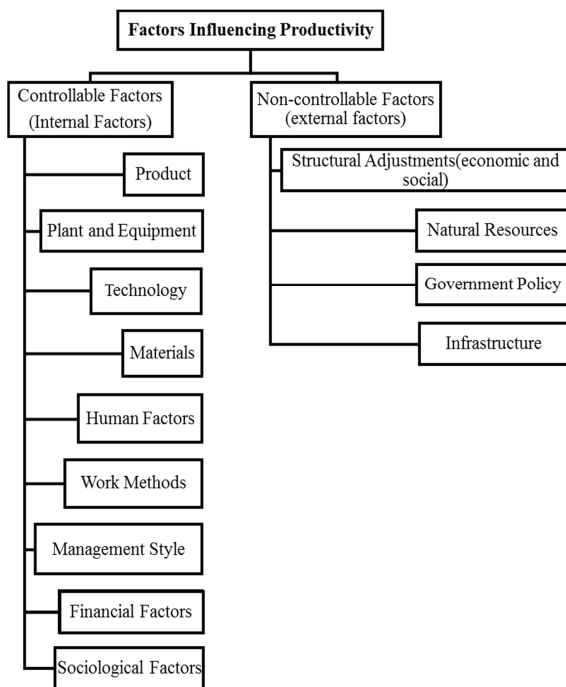 Factors Influencing Productivity
Controllable Factors
(Internal Factors)
Product
Plant and Equipment
Technology
Materials
Human Factors
Work Methods
Management Style
Financial Factors
Sociological Factors
Non-controllable Factors
(external factors)
Structural Adjustments(economic and
social)
Natural Resources
Government Policy
Infrastructure